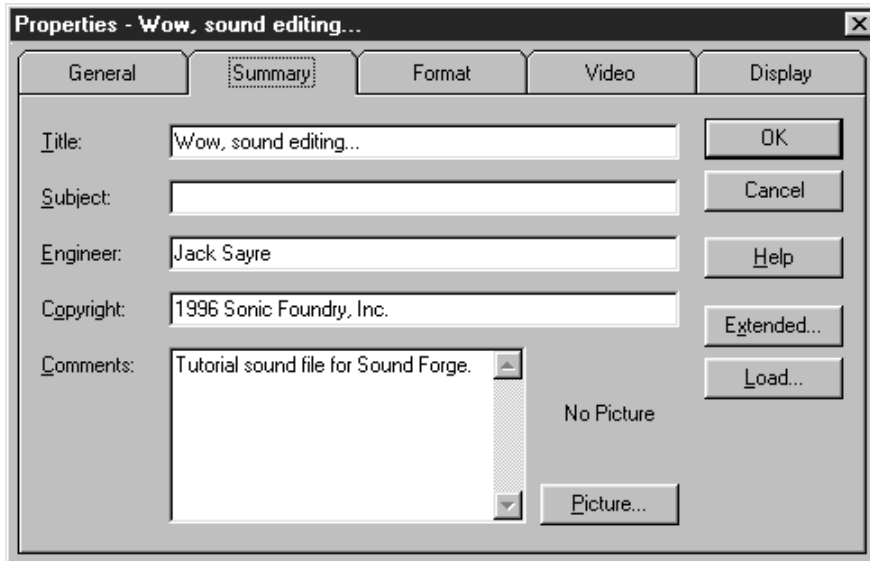 Properties - Wow, sound editing...
General Summary Format Video Display
Title: Wow, sound editing... OK
Subject: Cancel
Engineer: Jack Sayre Help
Copyright: 1996 Sonic Foundry, Inc. Extended...
Comments: Tutorial sound file for Sound Forge. Load...
No Picture
Picture...